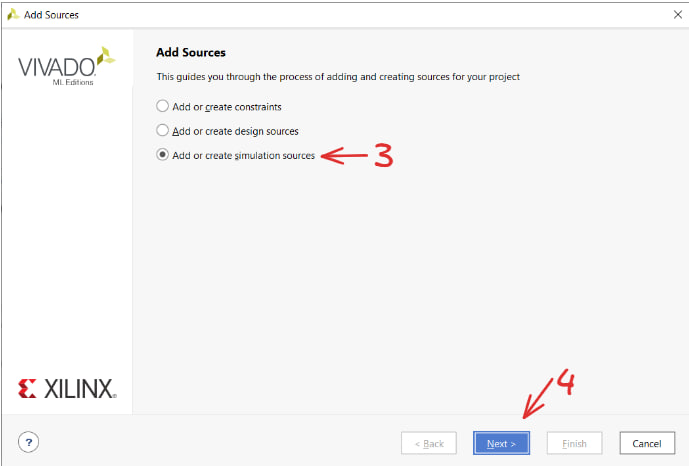 Add Sources
VIVADO.
ML Editions
Add Sources
This guides you through the process of adding and creating sources for your project
Add or create constraints
Add or create design sources
Add or create simulation sources
3
XILINX
4
?
< Back
Next >
Finish
Cancel